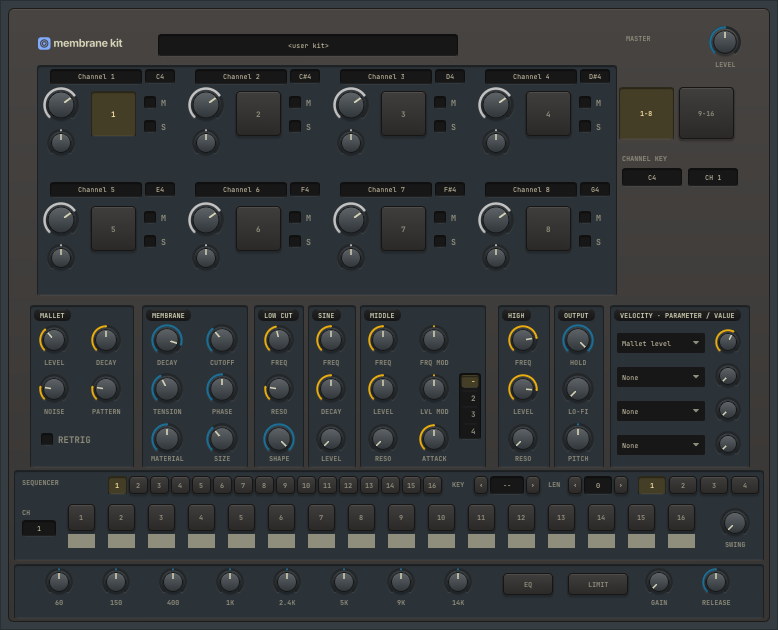 membrane kit
<user kit>
MASTER
LEVEL
Channel 1 C4 Channel 2 C#4 Channel 3 D4 Channel 4 D#4
1 M 2 M 3 M 4 M
S S S S
1-8 9-16
CHANNEL KEY
C4 CH 1
Channel 5 E4 Channel 6 F4 Channel 7 F#4 Channel 8 G4
5 M 6 M 7 M 8 M
S S S S
MALLET MEMBRANE LOW CUT SINE MIDDLE HIGH OUTPUT VELOCITY · PARAMETER / VALUE
Mallet level
LEVEL DECAY DECAY CUTOFF FREQ FREQ FREQ FRQ MOD FREQ HOLD
None
-
2
NOISE PATTERN TENSION PHASE RESO DECAY LEVEL LVL MOD LEVEL LO-FI
None
3
4
RETRIG
None
MATERIAL SIZE SHAPE LEVEL RESO ATTACK RESO PITCH
SEQUENCER 1 2 3 4 5 6 7 8 9 10 11 12 13 14 15 16 KEY ‹ -- › LEN ‹ 0 › 1 2 3 4
CH
1
1 2 3 4 5 6 7 8 9 10 11 12 13 14 15 16
SWING
EQ LIMIT
60 150 400 1K 2.4K 5K 9K 14K GAIN RELEASE